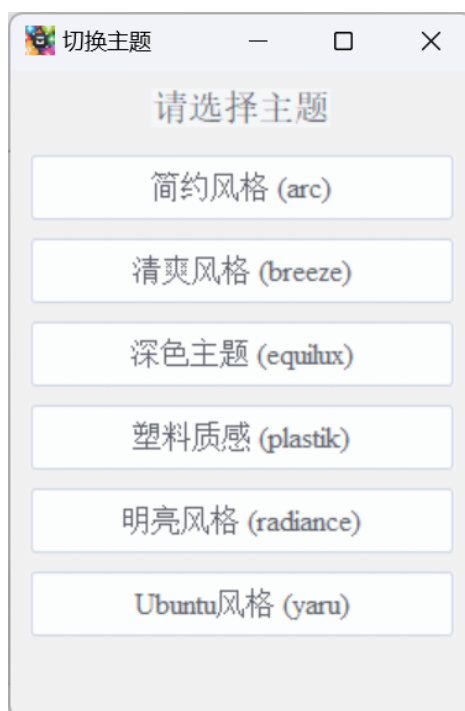 切换主题
请选择主题
简约风格 (arc)
清爽风格 (breeze)
深色主题 (equilux)
塑料质感 (plastik)
明亮风格 (radiance)
Ubuntu风格 (yaru)